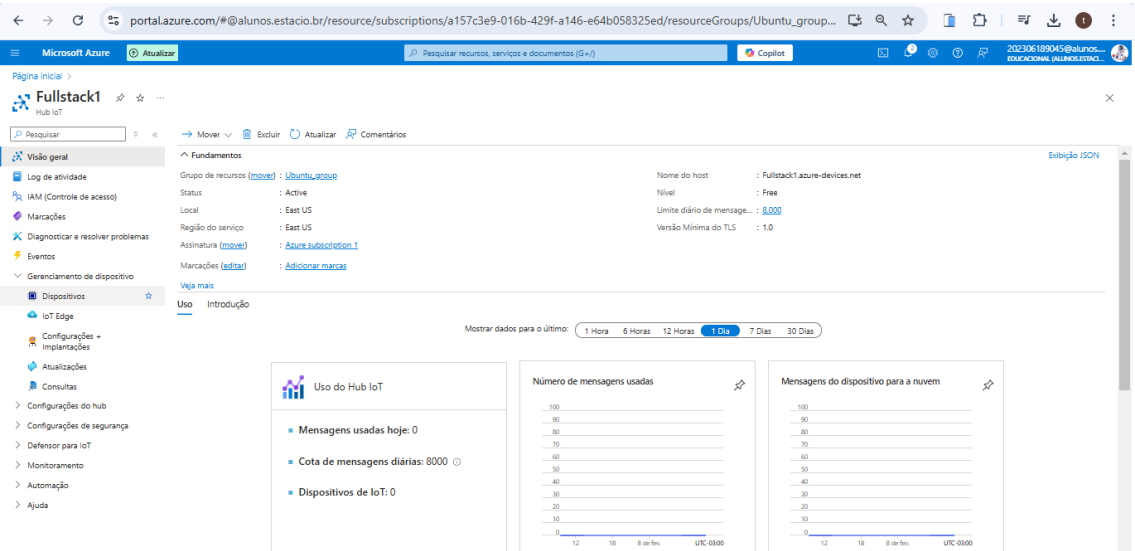 portal.azure.com/#@alunos.estacio.br/resource/subscriptions/a157c3e9-016b-429f-a146-e64b058325ed/resourceGroups/Ubuntu_group...
t
Microsoft Azure
Atualizar
Pesquisar recursos, serviços e documentos (G+/)
Copilot
2
202306189045@alunos....
EDUCACIONAL (ALUNOS.ESTACI...
Página inicial >
Fullstack1
Hub IoT
Pesquisar
Mover
Excluir
Atualizar
Comentários
Visão geral
Log de atividade
IAM (Controle de acesso)
Marcações
Diagnosticar e resolver problemas
Eventos
Gerenciamento de dispositivo
Dispositivos
IoT Edge
Configurações +
Implantações
Atualizações
Consultas
Configurações do hub
Configurações de segurança
Defensor para IoT
Monitoramento
Automação
Ajuda
Fundamentos
Exibição JSON
Grupo de recursos (mover) : Ubuntu_group
Status : Active
Local : East US
Região do serviço : East US
Assinatura (mover) : Azure subscription 1
Marcações (editar) : Adicionar marcas
Nome do host : Fullstack1.azure-devices.net
Nível : Free
Limite diário de mensage... : 8.000
Versão Mínima do TLS : 1.0
Veja mais
Uso
Introdução
Mostrar dados para o último:
1 Hora
6 Horas
12 Horas
1 Dia
7 Dias
30 Dias
Uso do Hub IoT
Mensagens usadas hoje: 0
Cota de mensagens diárias: 8000
Dispositivos de IoT: 0
Número de mensagens usadas
100
90
80
70
60
50
40
30
20
10
0
12 18 8 de fev. UTC-03:00
Mensagens do dispositivo para a nuvem
100
90
80
70
60
50
40
30
20
10
0
12 18 8 de fev. UTC-03:00